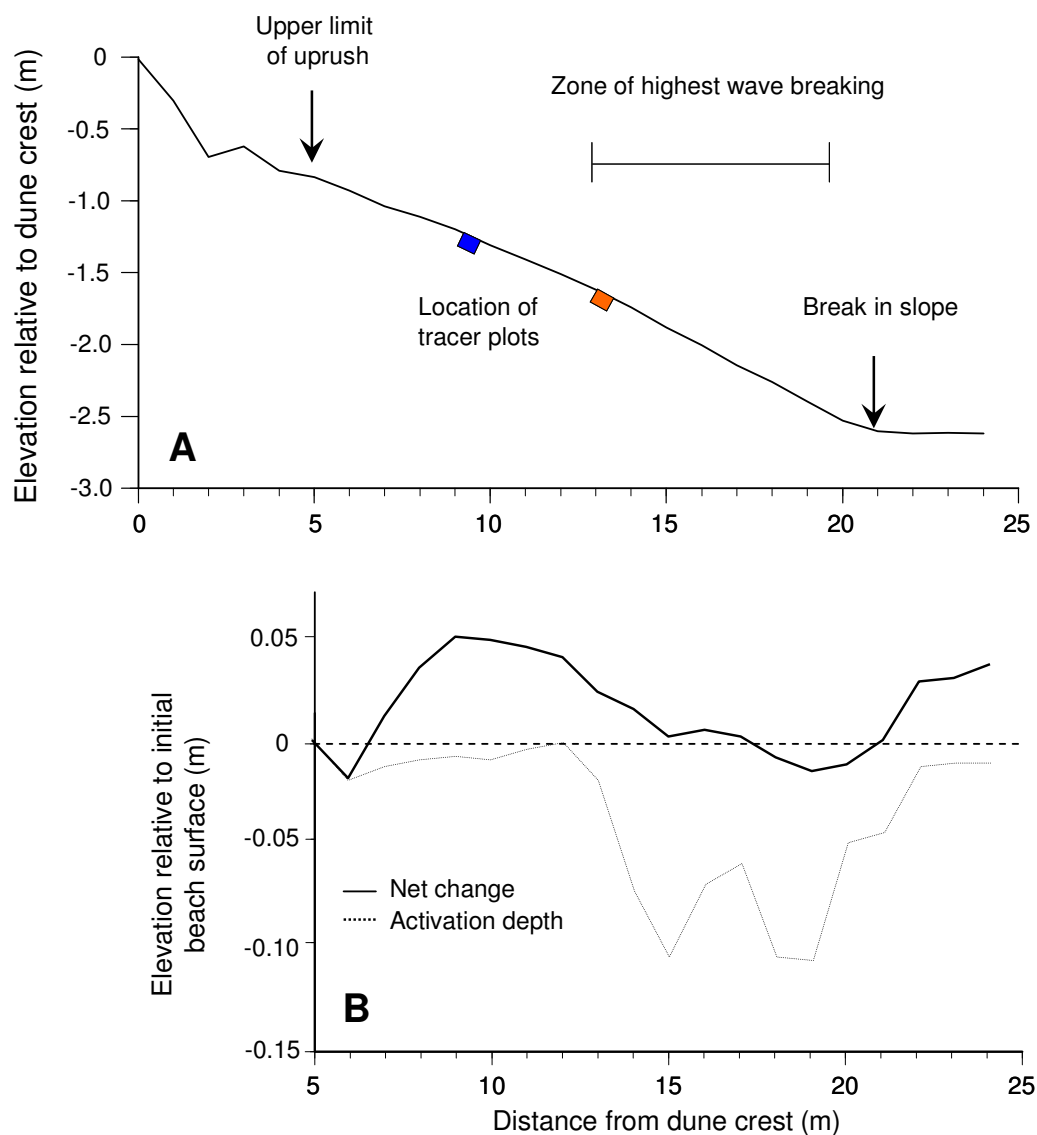 Upper limit
of uprush
Zone of highest wave breaking
Location of
tracer plots
Break in slope
A
Elevation relative to dune crest (m)
0
-0.5
-1.0
-1.5
-2.0
-2.5
-3.0
0
5
10
15
20
25
0.05
0
-0.05
-0.10
-0.15
Elevation relative to initial
beach surface (m)
Net change
Activation depth
B
5
10
15
20
25
Distance from dune crest (m)